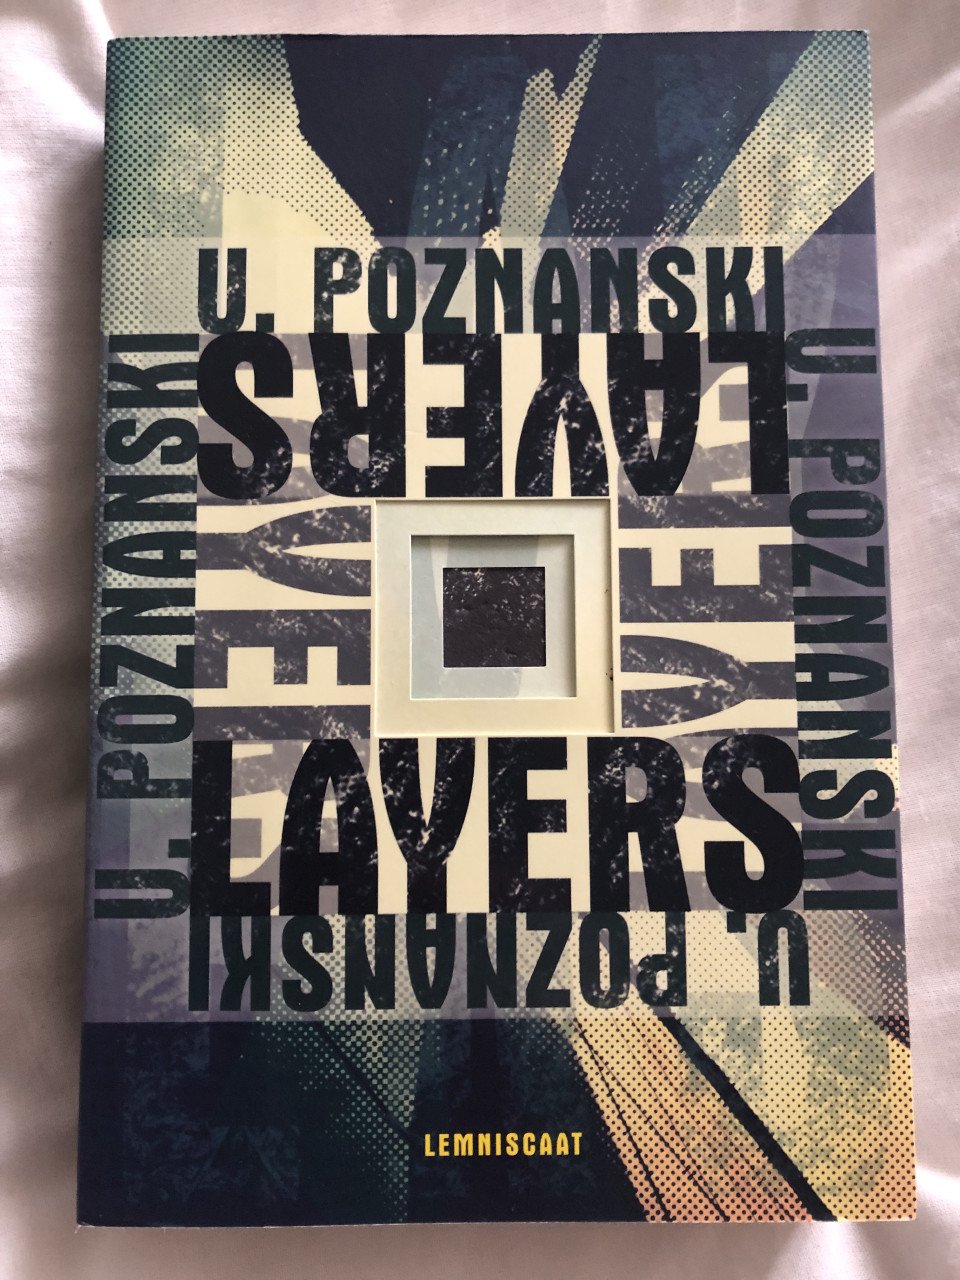 U. POZNANSKI
LAYERS
U. POZNANSKI
U. POZNANSKI
LAYERS
U. POZNANSKI
LEMNISCAAT